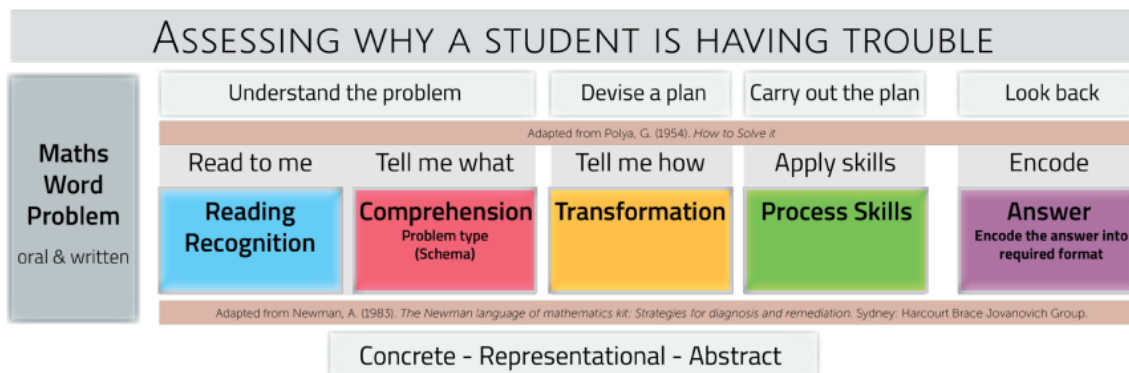 ASSESSING WHY A STUDENT IS HAVING TROUBLE
Maths
Word
Problem
oral & written
Understand the problem
Devise a plan
Carry out the plan
Look back
Adapted from Polya, G. (1954). How to Solve it
Read to me
Tell me what
Tell me how
Apply skills
Encode
Reading
Recognition
Comprehension
Problem type
(Schema)
Transformation
Process Skills
Answer
Encode the answer into
required format
Adapted from Newman, A. (1983). The Newman language of mathematics kit: Strategies for diagnosis and remediation. Sydney: Harcourt Brace Jovanovich Group.
Concrete - Representational - Abstract